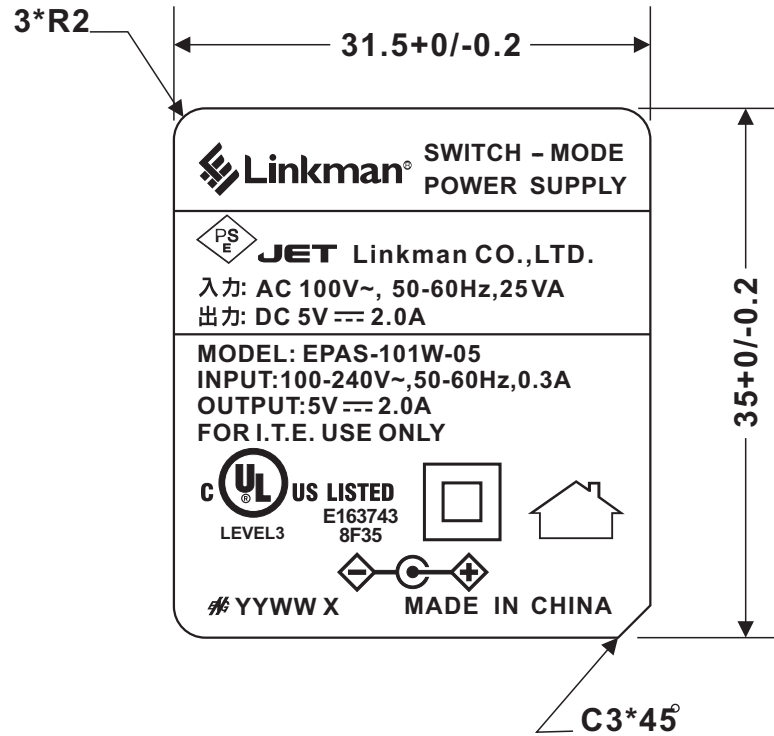 3*R2
31.5+0/-0.2
Linkman® SWITCH - MODE
POWER SUPPLY
PSE JET Linkman CO.,LTD.
入力: AC 100V~, 50-60Hz,25VA
出力: DC 5V ⎓ 2.0A
MODEL: EPAS-101W-05
INPUT:100-240V~,50-60Hz,0.3A
OUTPUT:5V ⎓ 2.0A
FOR I.T.E. USE ONLY
C UL® US LISTED
LEVEL3
E163743
8F35
YYWW X MADE IN CHINA
35+0/-0.2
C3*45°